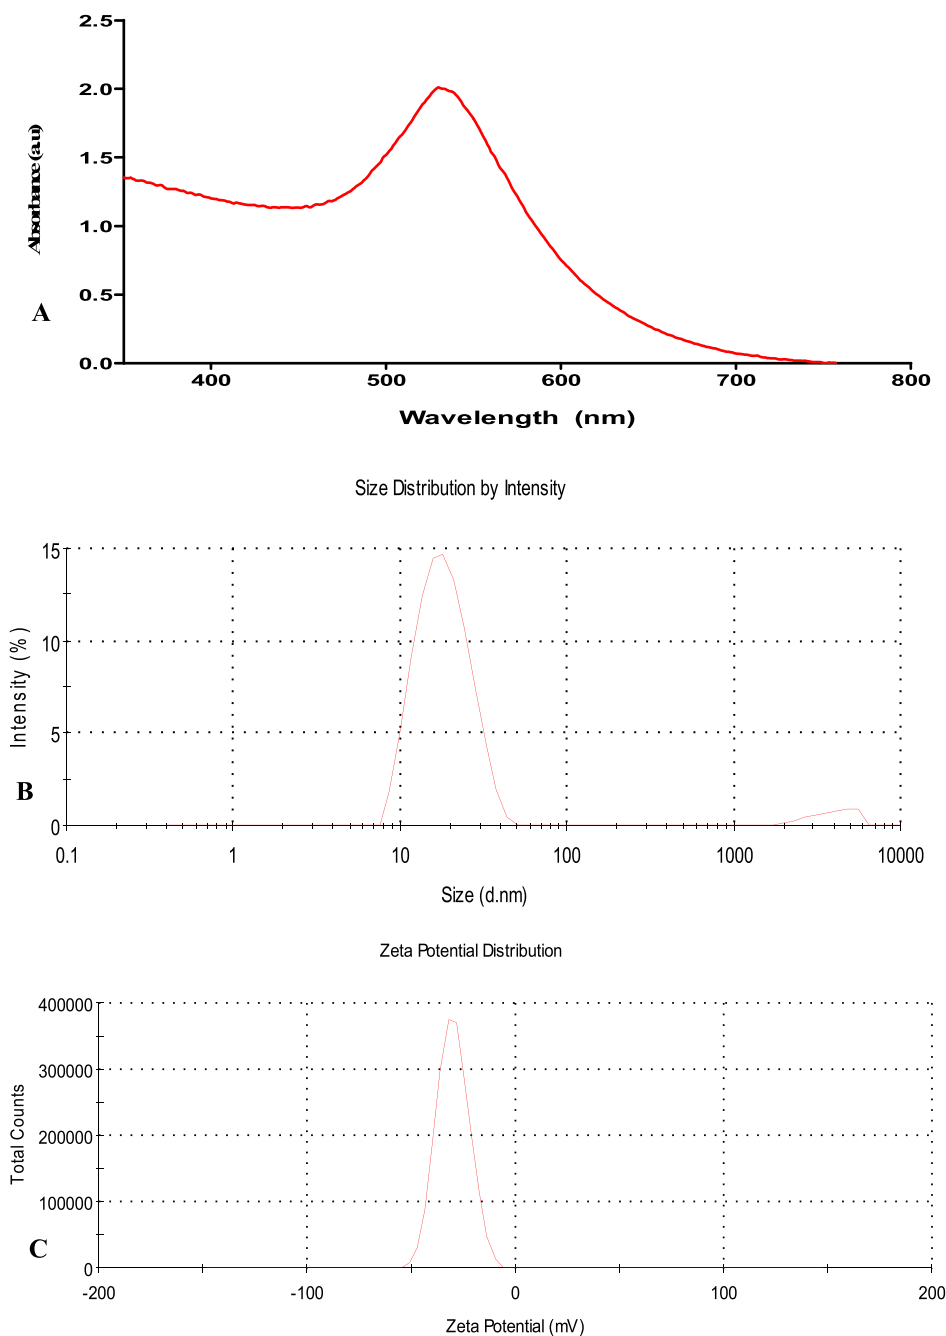 2.5
2.0
1.5
1.0
0.5
0.0
Absorbance (a.u)
A
400 500 600 700 800
Wavelength (nm)
Size Distribution by Intensity
15
10
5
0
Intensity (%)
B
0.1 1 10 100 1000 10000
Size (d.nm)
Zeta Potential Distribution
400000
300000
200000
100000
0
Total Counts
C
-200 -100 0 100 200
Zeta Potential (mV)